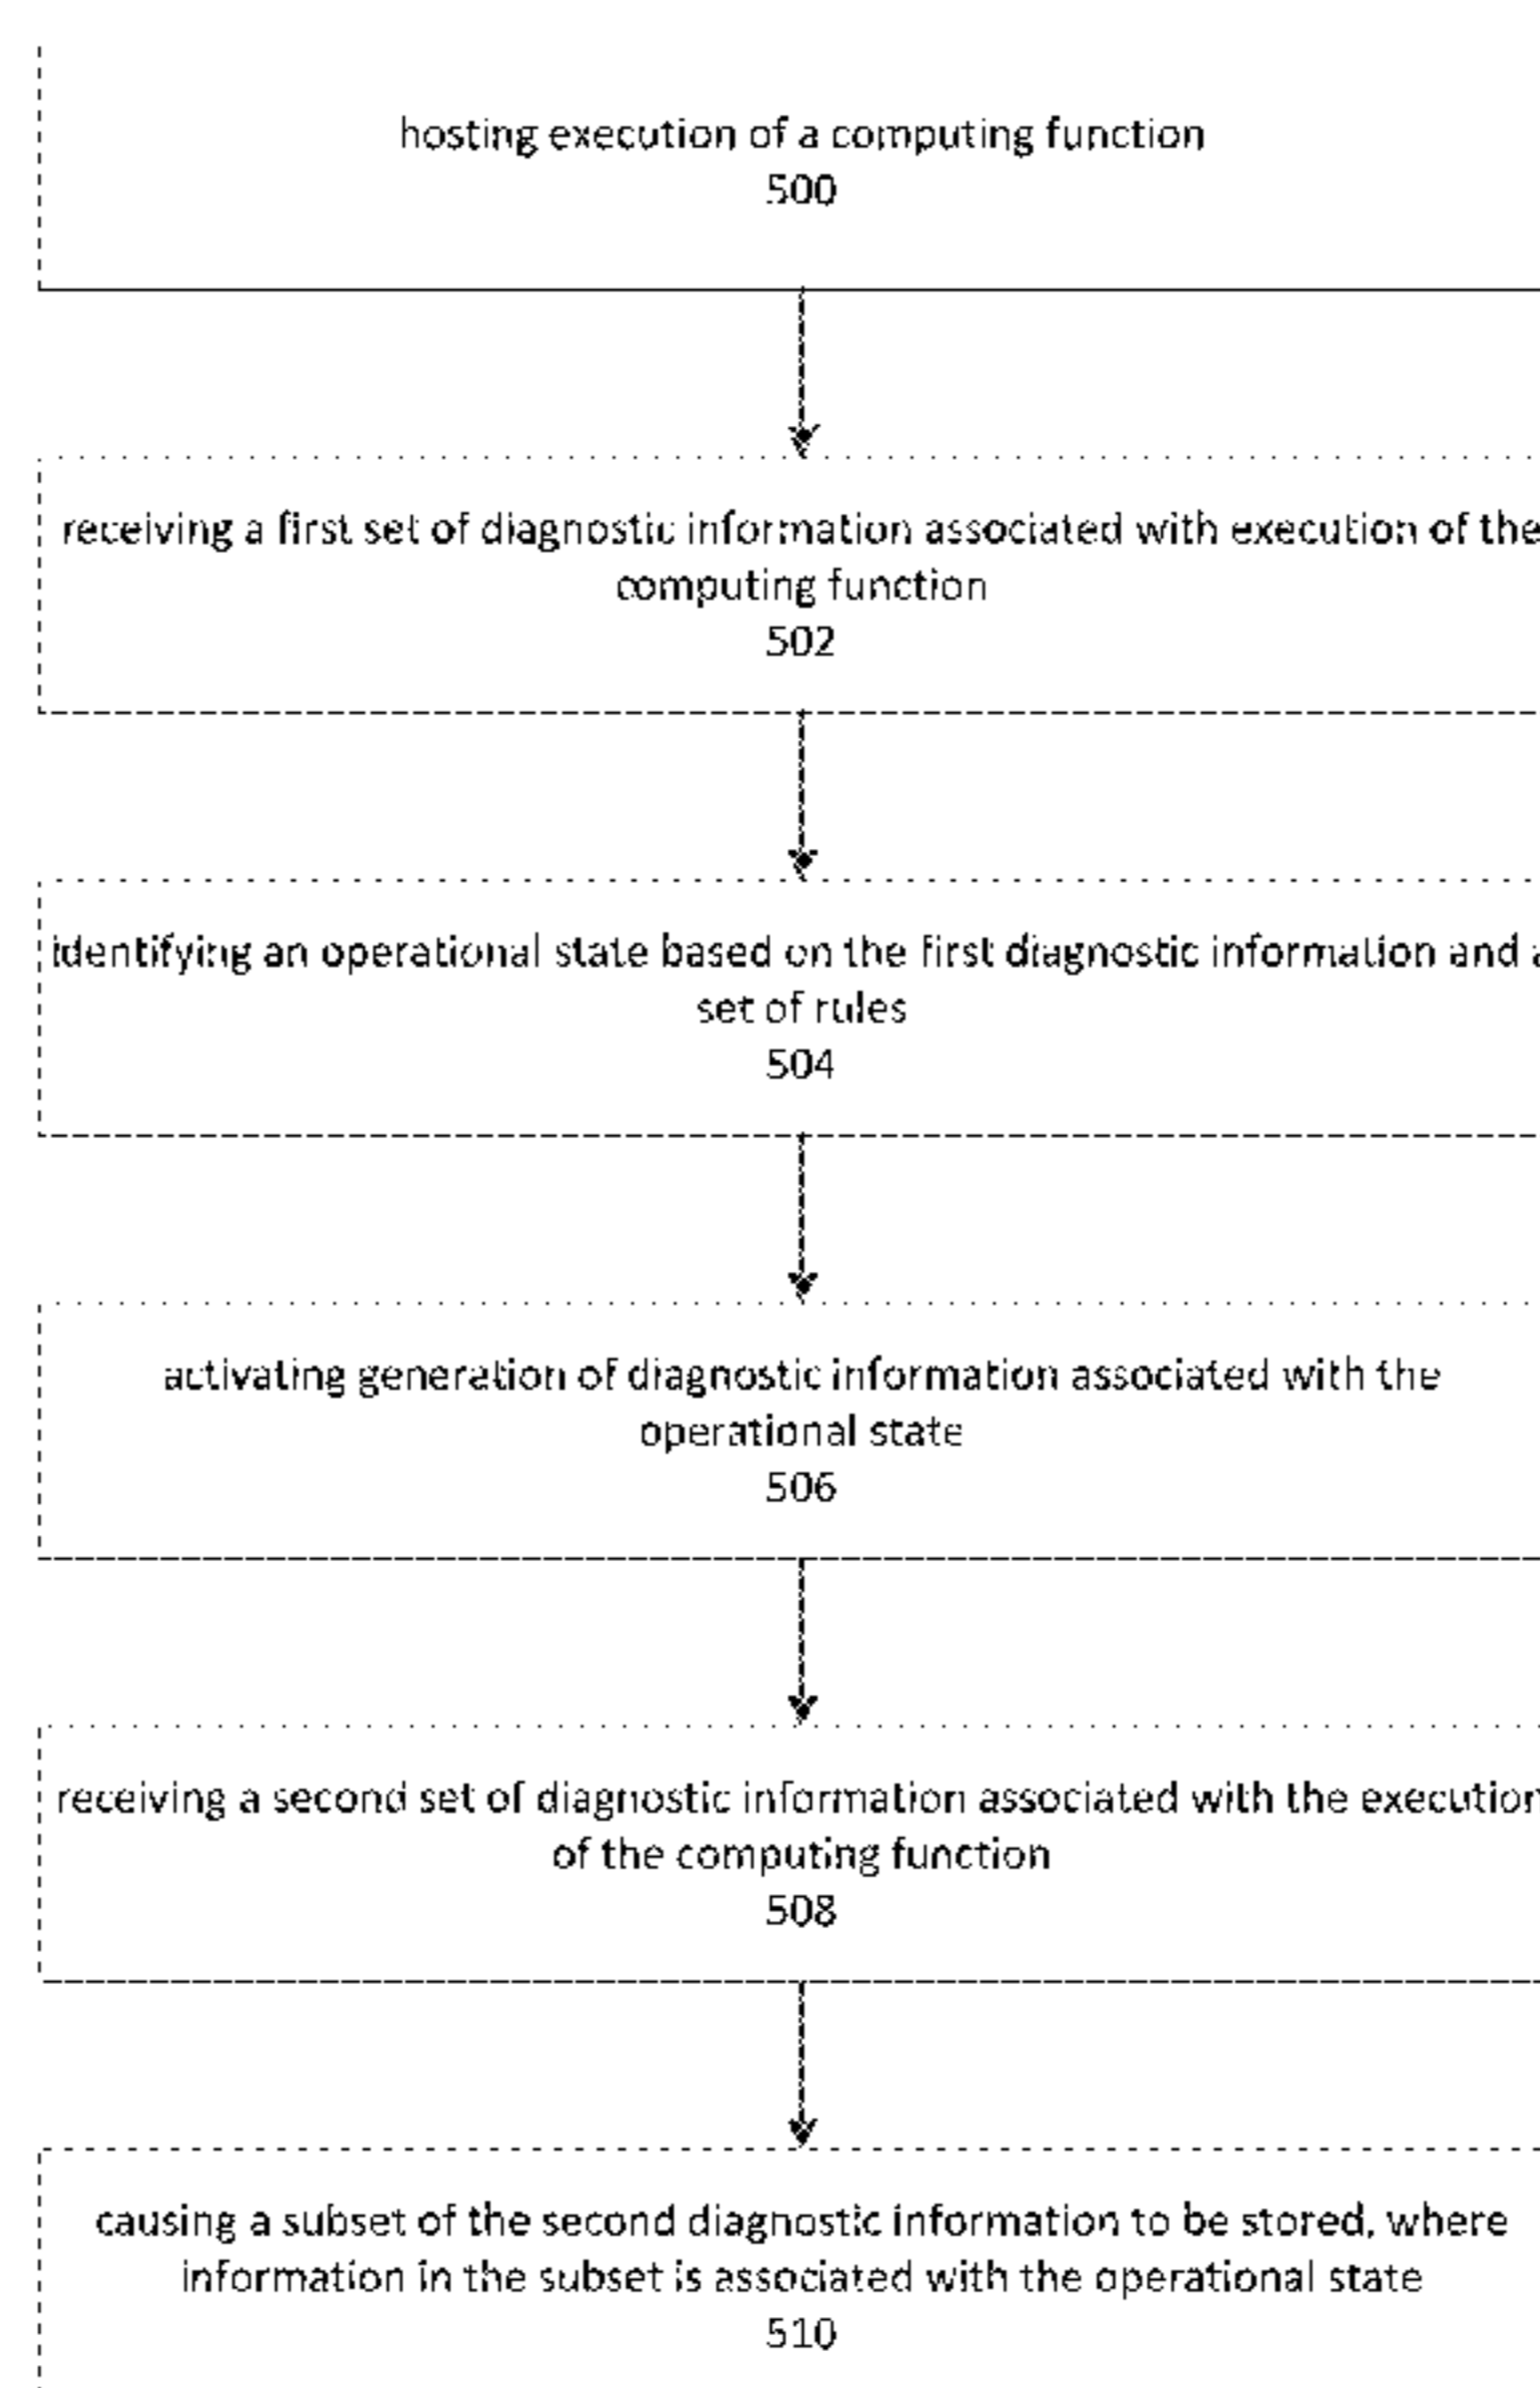 hosting execution of a computing function
500
receiving a first set of diagnostic information associated with execution of the
computing function
502
identifying an operational state based on the first diagnostic information and a
set of rules
504
activating generation of diagnostic information associated with the
operational state
506
receiving a second set of diagnostic information associated with the execution
of the computing function
508
causing a subset of the second diagnostic information to be stored, where
information in the subset is associated with the operational state
510